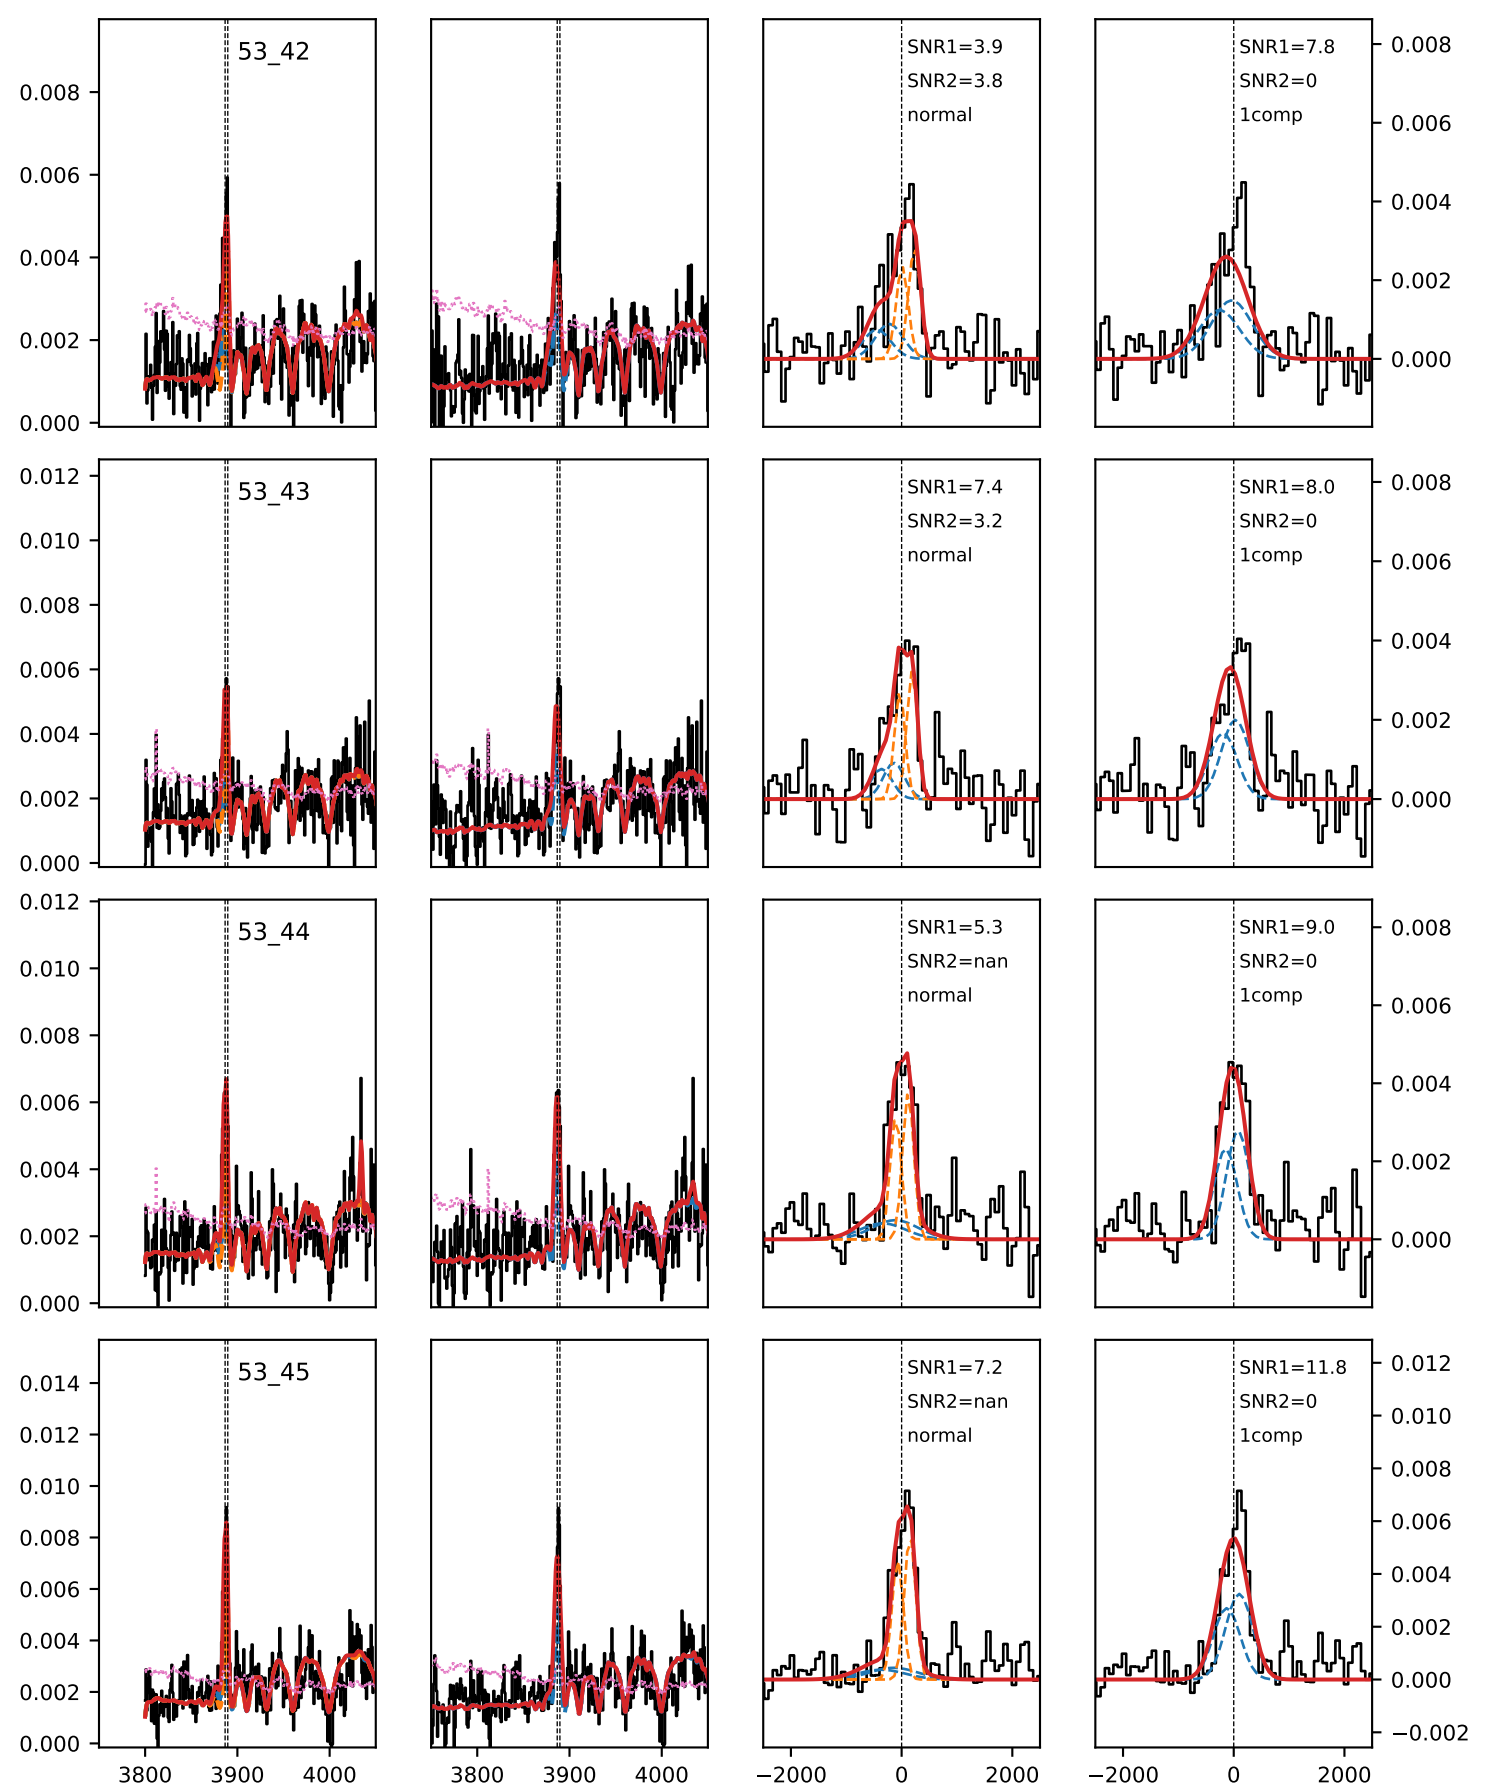 53_42
SNR1=3.9
SNR2=3.8
normal
SNR1=7.8
SNR2=0
1comp
0.008
0.006
0.004
0.002
0.000
0.008
0.006
0.004
0.002
0.000
53_43
SNR1=7.4
SNR2=3.2
normal
SNR1=8.0
SNR2=0
1comp
0.012
0.010
0.008
0.006
0.004
0.002
0.000
0.008
0.006
0.004
0.002
0.000
53_44
SNR1=5.3
SNR2=nan
normal
SNR1=9.0
SNR2=0
1comp
0.012
0.010
0.008
0.006
0.004
0.002
0.000
0.008
0.006
0.004
0.002
0.000
53_45
SNR1=7.2
SNR2=nan
normal
SNR1=11.8
SNR2=0
1comp
0.014
0.012
0.010
0.008
0.006
0.004
0.002
0.000
0.012
0.010
0.008
0.006
0.004
0.002
0.000
−0.002
3800 3900 4000
3800 3900 4000
−2000 0 2000
−2000 0 2000